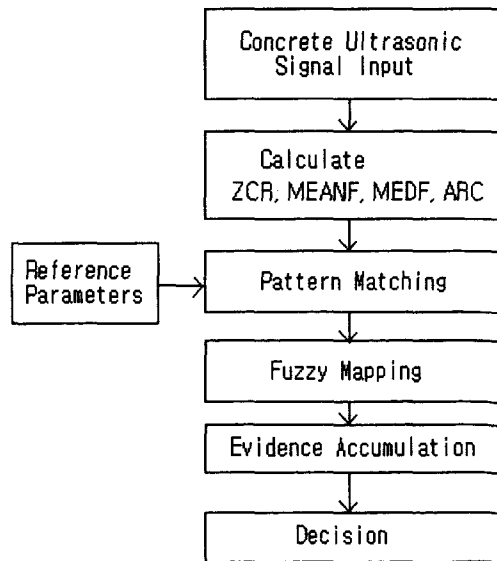 Concrete Ultrasonic
Signal Input
Calculate
ZCR, MEANF, MEDF, ARC
Reference
Parameters
Pattern Matching
Fuzzy Mapping
Evidence Accumulation
Decision